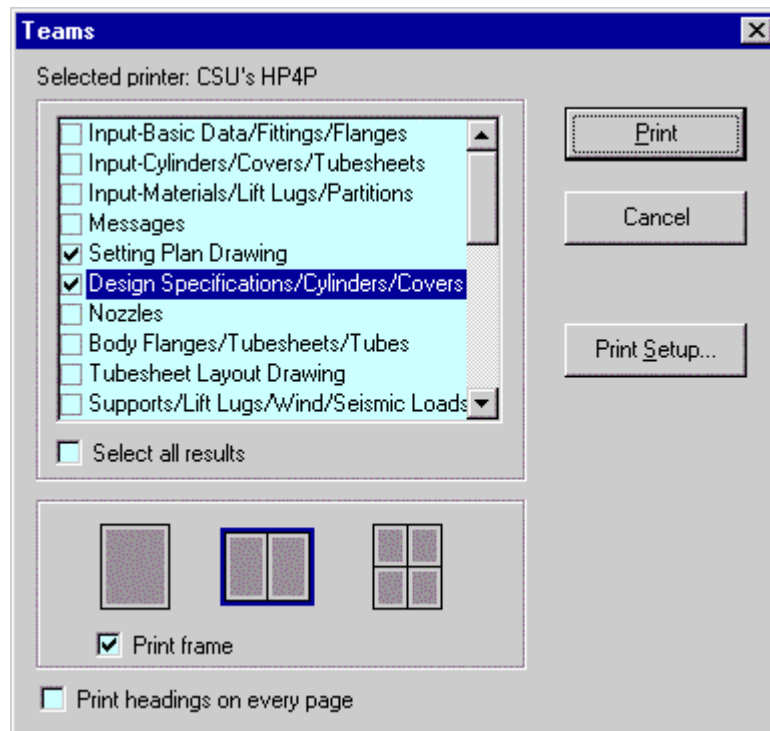 Teams
Selected printer: CSU's HP4P
Input-Basic Data/Fittings/Flanges
Input-Cylinders/Covers/Tubesheets
Input-Materials/Lift Lugs/Partitions
Messages
Setting Plan Drawing
Design Specifications/Cylinders/Covers
Nozzles
Body Flanges/Tubesheets/Tubes
Tubesheet Layout Drawing
Supports/Lift Lugs/Wind/Seismic Loads
Select all results
Print frame
Print headings on every page
Print
Cancel
Print Setup...